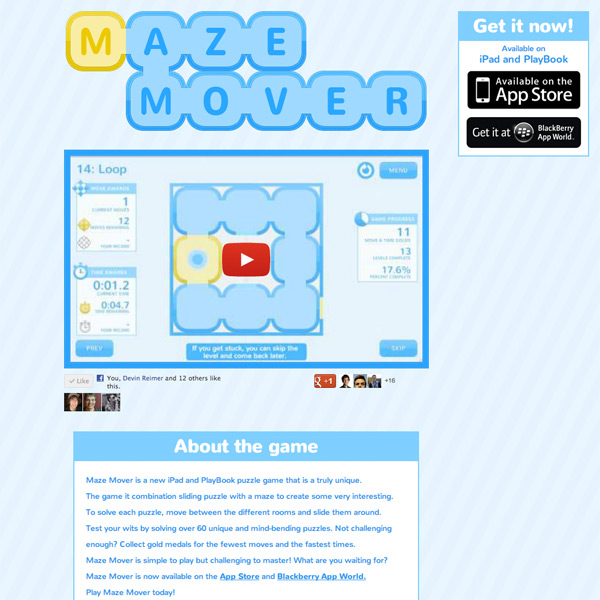 MAZE
MOVER
Get it now!
Available on
iPad and PlayBook
Available on the
App Store
Get it at BlackBerry
App World.
14: Loop
MENU
MOVE AWARDS
1
CURRENT MOVES
12
MOVES REMAINING
-
YOUR RECORD
TIME AWARDS
0:01.2
CURRENT TIME
0:04.7
TIME REMAINING
-
YOUR RECORD
GAME PROGRESS
11
MOVE & TIME GOLDS
13
LEVELS COMPLETE
17.6%
PERCENT COMPLETE
PREV
If you get stuck, you can skip the
level and come back later.
SKIP
Like
You, Devin Reimer and 12 others like
this.
g +1
+16
About the game
Maze Mover is a new iPad and PlayBook puzzle game that is a truly unique.
The game it combination sliding puzzle with a maze to create some very interesting.
To solve each puzzle, move between the different rooms and slide them around.
Test your wits by solving over 60 unique and mind-bending puzzles. Not challenging
enough? Collect gold medals for the fewest moves and the fastest times.
Maze Mover is simple to play but challenging to master! What are you waiting for?
Maze Mover is now available on the App Store and Blackberry App World.
Play Maze Mover today!